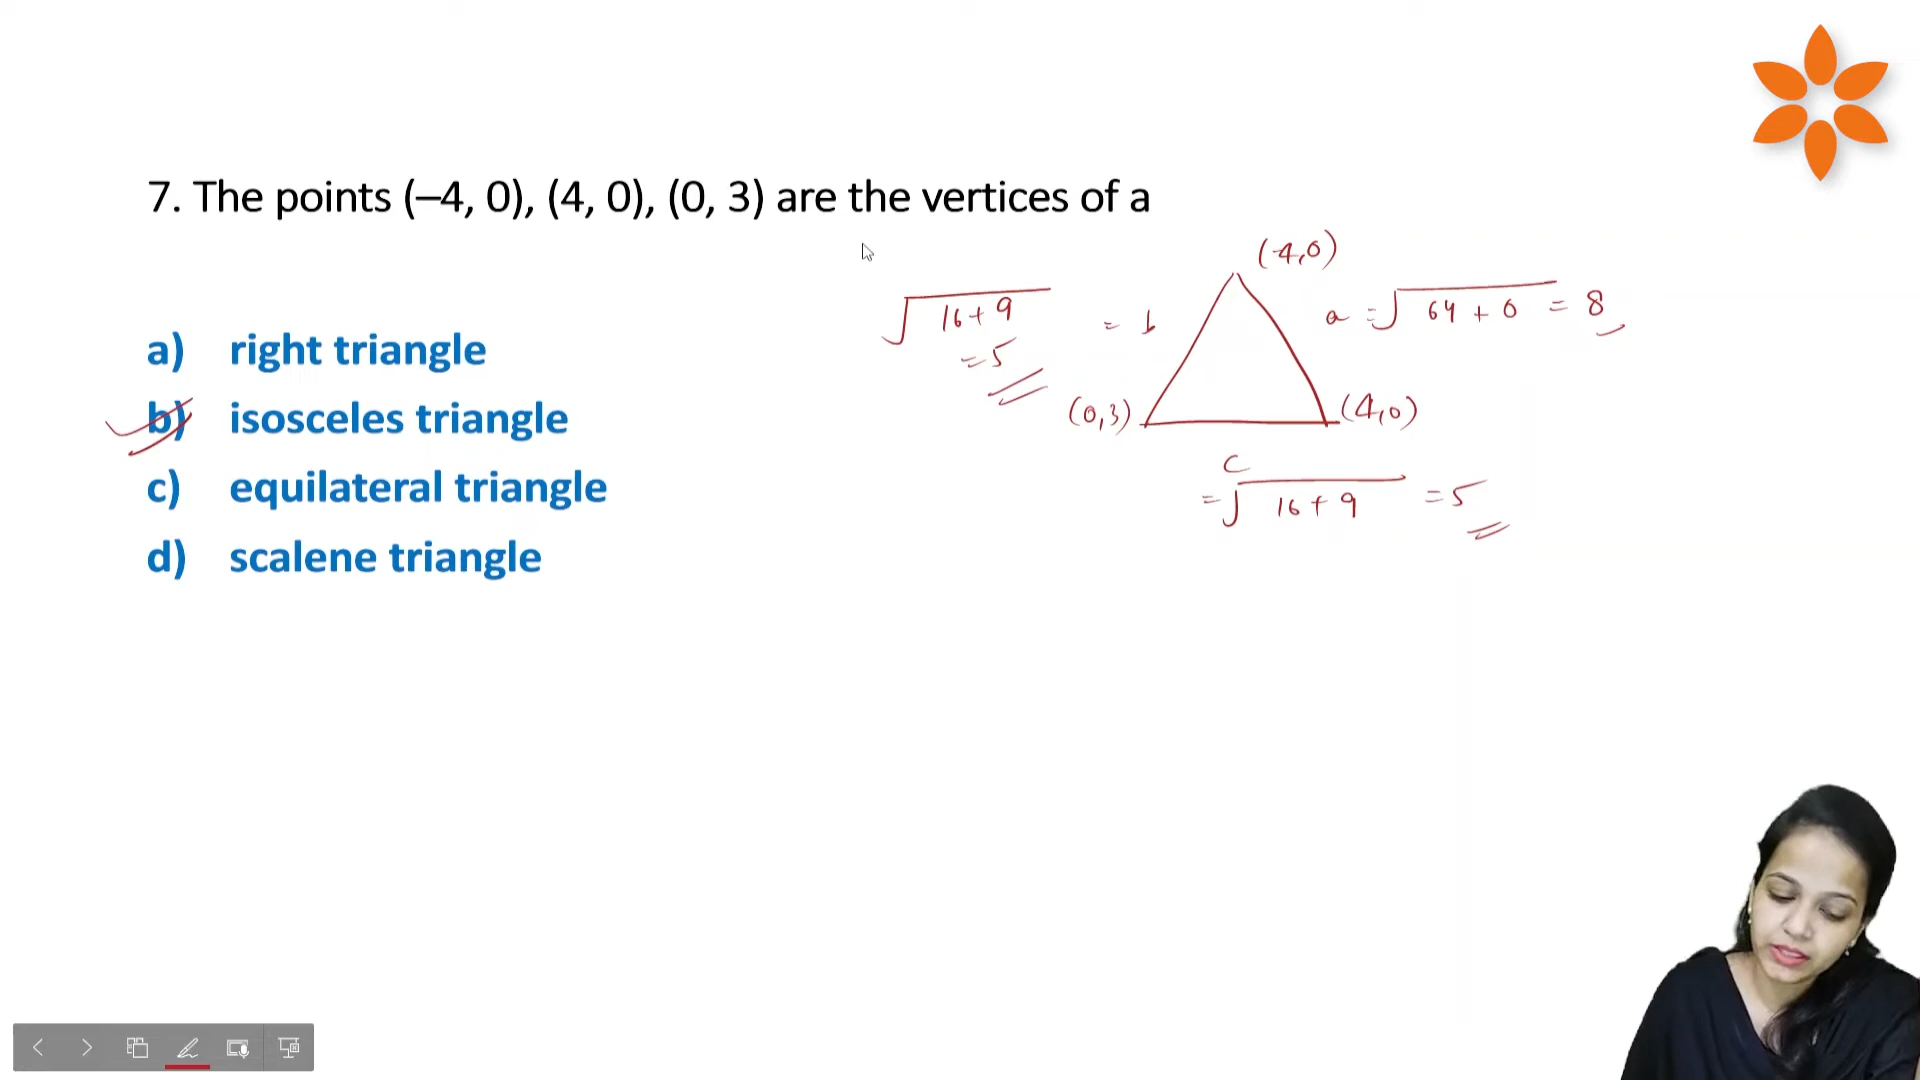 7. The points (–4, 0), (4, 0), (0, 3) are the vertices of a
(-4,0)
√16+9 = b
a = √64+0 = 8
=5
a) right triangle
(0,3)
(4,0)
b) isosceles triangle
c
= √16+9 = 5
c) equilateral triangle
d) scalene triangle